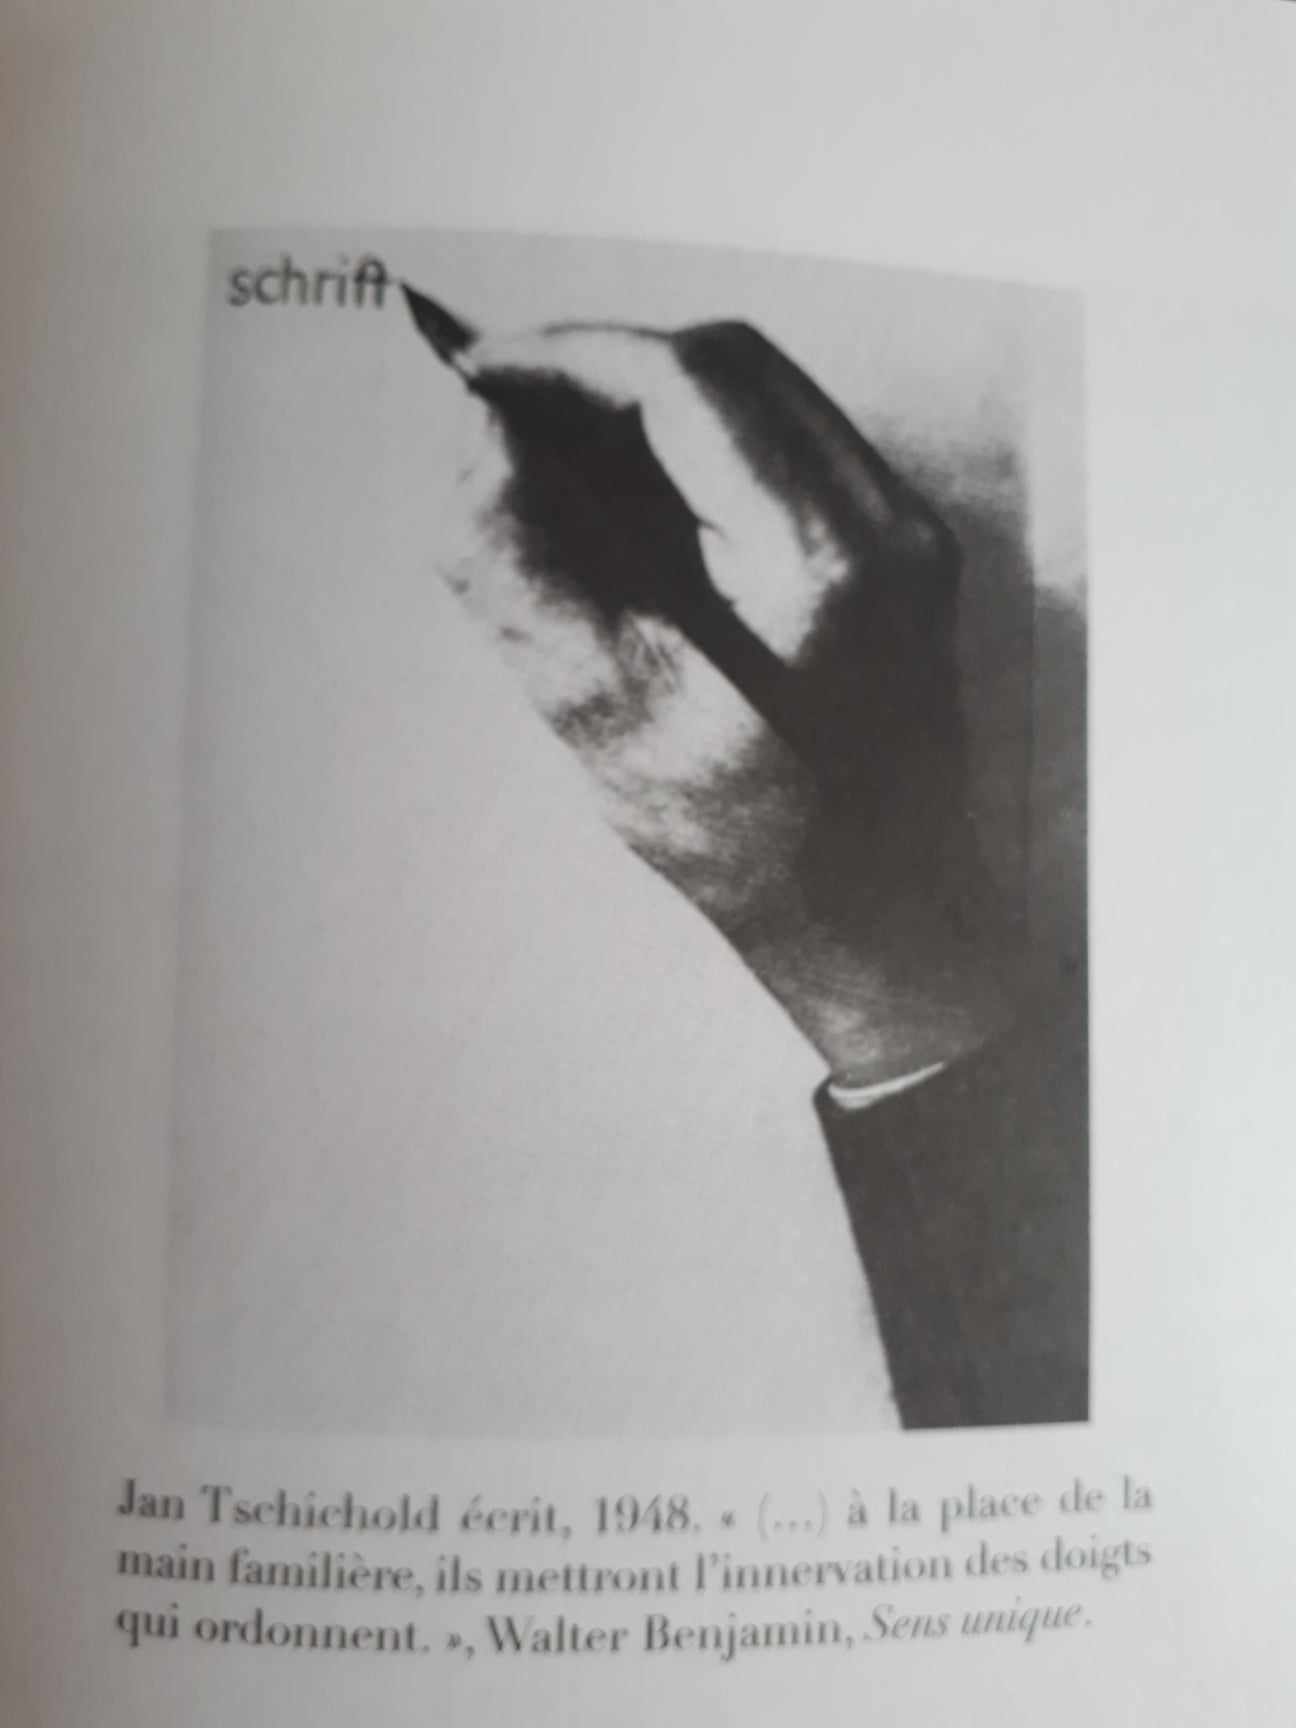 schrift
Jan Tschichold écrit, 1948. « (...) à la place de la
main familière, ils mettront l'innervation des doigts
qui ordonnent. », Walter Benjamin, Sens unique.